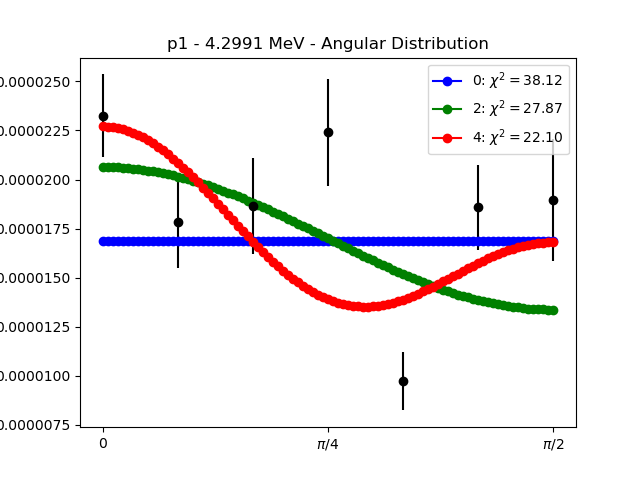 p1 - 4.2991 MeV - Angular Distribution
0: χ² = 38.12
2: χ² = 27.87
4: χ² = 22.10
0.0000250
0.0000225
0.0000200
0.0000175
0.0000150
0.0000125
0.0000100
0.0000075
0 π/4 π/2